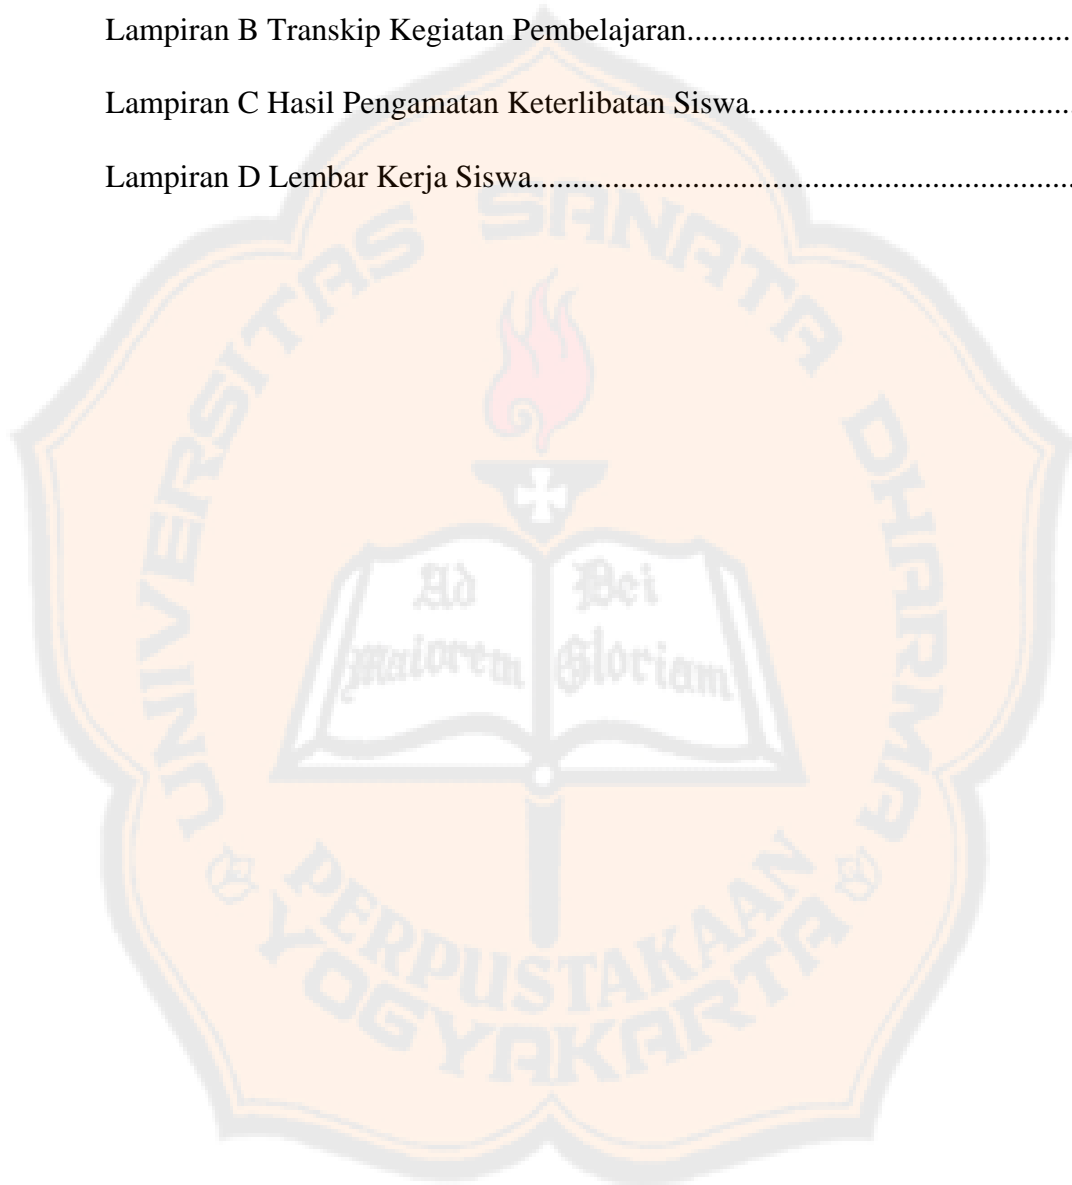 Lampiran B Transkip Kegiatan Pembelajaran............................................
Lampiran C Hasil Pengamatan Keterlibatan Siswa....................................
Lampiran D Lembar Kerja Siswa................................................................
UNIVERSITAS SANATA DHARMA
Ad Dei
maiorem Gloriam
PERPUSTAKAAN
YOGYAKARTA